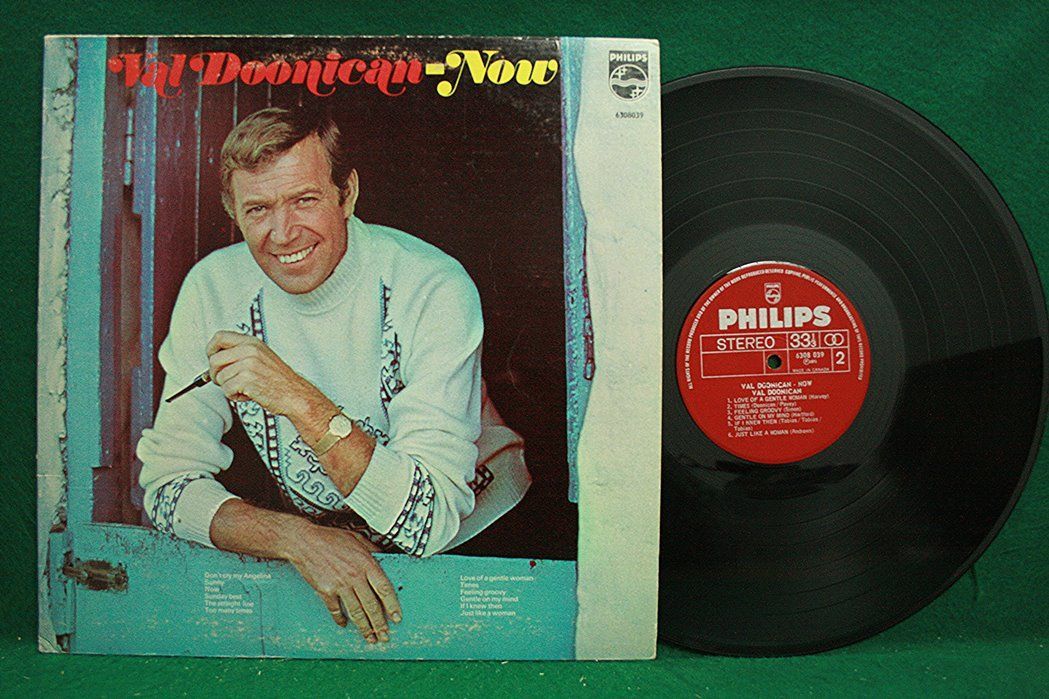 Val Doonican-Now
PHILIPS
6308039
Don't cry my Angelina
Sunny
Now
Sunday best
The straight line
Too many times
Love of a gentle woman
Times
Feeling groovy
Gentle on my mind
If I knew then
Just like a woman
PHILIPS
STEREO 33⅓
6308 039
MADE IN CANADA
2
VAL DOONICAN - NOW
VAL DOONICAN
1. LOVE OF A GENTLE WOMAN (Harvey)
2. TIMES (Doonican / Pavey)
3. FEELING GROOVY (Simon)
4. GENTLE ON MY MIND (Hartford)
5. IF I KNEW THEN (Tobias / Tobias /
Tobias)
6. JUST LIKE A WOMAN (Andrews)